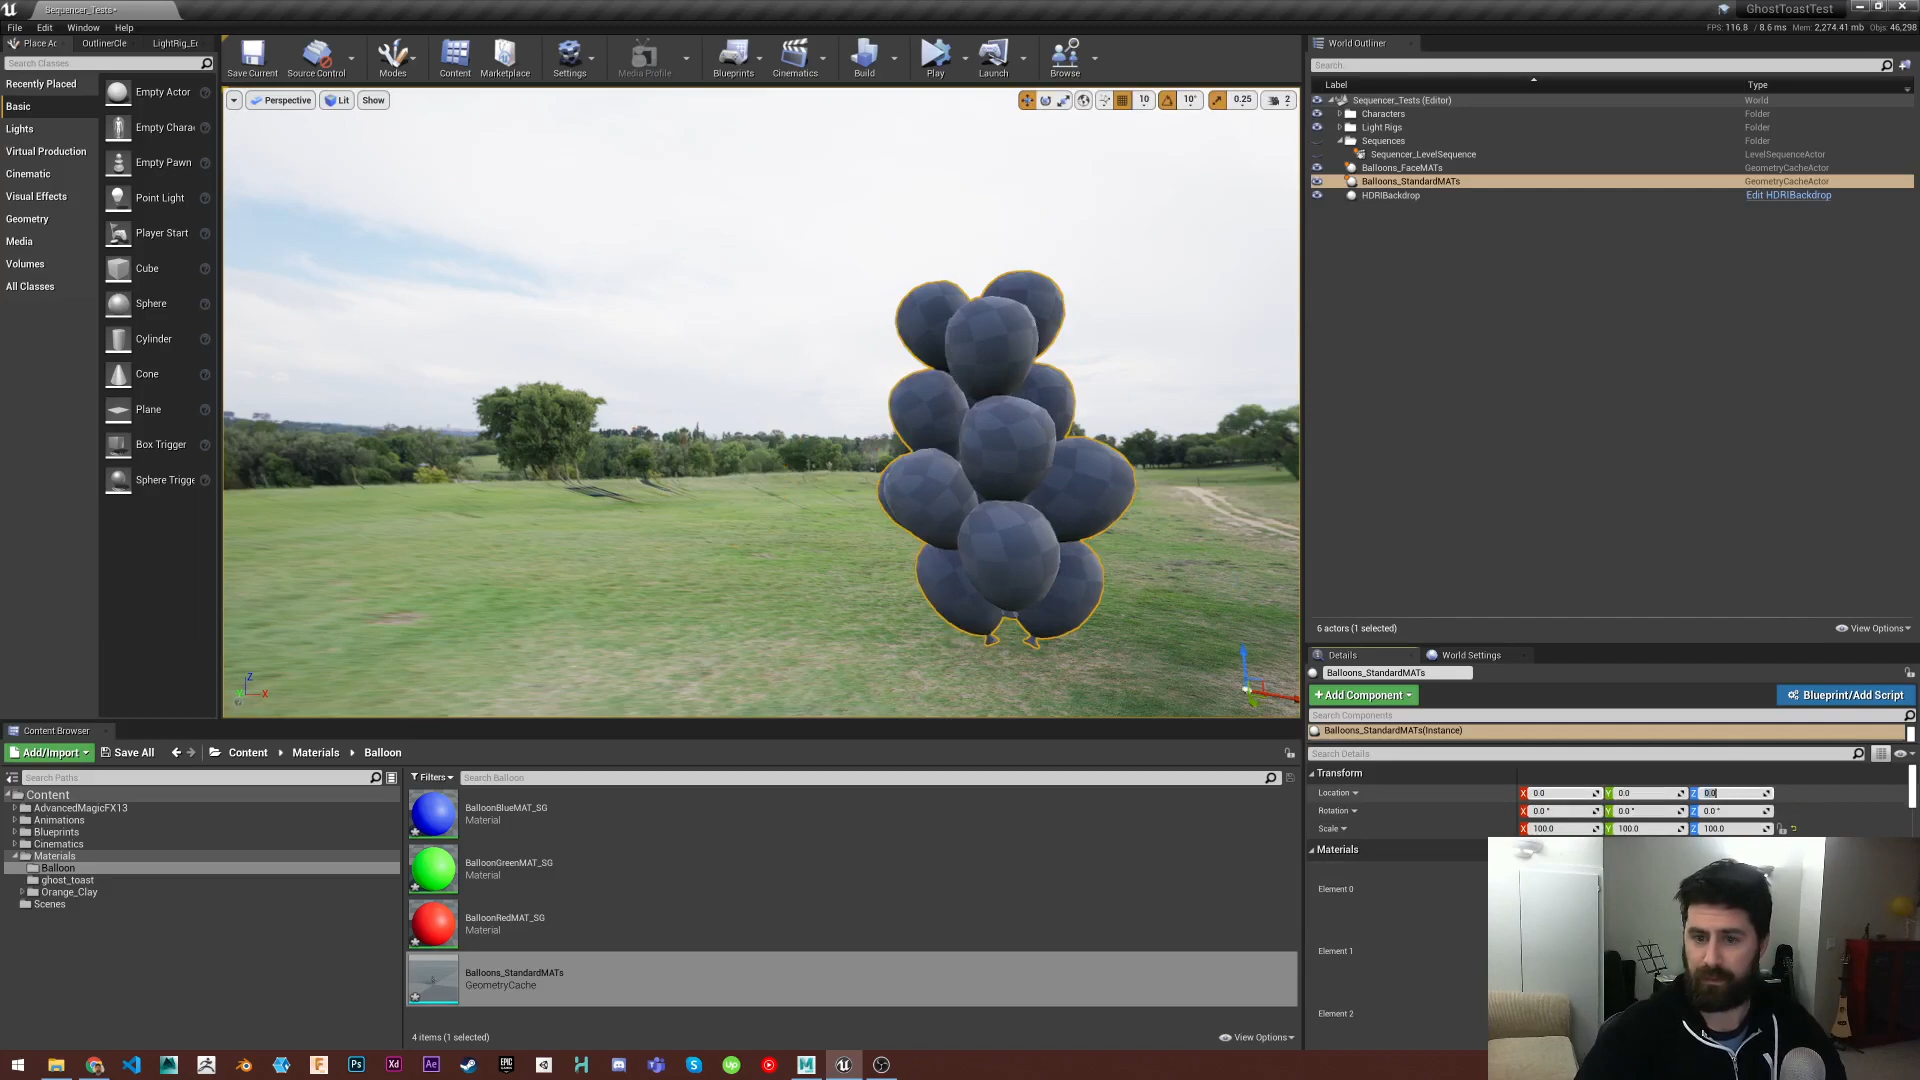 Sequencer_Tests*
GhostToastTest
File Edit Window Help
FPS: 116.8 / 8.6 ms Mem: 2,274.41 mb Objs: 46,298
Place Ac
OutlinerCle
LightRig_Ec
Search Classes
Recently Placed
Basic
Lights
Virtual Production
Cinematic
Visual Effects
Geometry
Media
Volumes
All Classes
Empty Actor
Empty Chara
Empty Pawn
Point Light
Player Start
Cube
Sphere
Cylinder
Cone
Plane
Box Trigger
Sphere Trigge
Save Current
Source Control
Modes
Content
Marketplace
Settings
Media Profile
Blueprints
Cinematics
Build
Play
Launch
Browse
Perspective
Lit
Show
10
10°
0.25
2
Z
X
Y
World Outliner
Search...
Label
Type
Sequencer_Tests (Editor)
World
Characters
Folder
Light Rigs
Folder
Sequences
Folder
Sequencer_LevelSequence
LevelSequenceActor
Balloons_FaceMATs
GeometryCacheActor
Balloons_StandardMATs
GeometryCacheActor
HDRIBackdrop
Edit HDRIBackdrop
6 actors (1 selected)
View Options
Details
World Settings
Balloons_StandardMATs
+Add Component
Blueprint/Add Script
Search Components
Balloons_StandardMATs(Instance)
Search Details
Transform
Location
X 0.0
Y 0.0
Z 0.0
Rotation
X 0.0 °
Y 0.0 °
Z 0.0 °
Scale
X 100.0
Y 100.0
Z 100.0
Materials
Element 0
Element 1
Element 2
Content Browser
Add/Import
Save All
Content
Materials
Balloon
Search Paths
Content
AdvancedMagicFX13
Animations
Blueprints
Cinematics
Materials
Balloon
ghost_toast
Orange_Clay
Scenes
Filters
Search Balloon
BalloonBlueMAT_SG
Material
BalloonGreenMAT_SG
Material
BalloonRedMAT_SG
Material
Balloons_StandardMATs
GeometryCache
4 items (1 selected)
View Options
Ps
Xd
Ae
EPIC
GAMES
Up
M